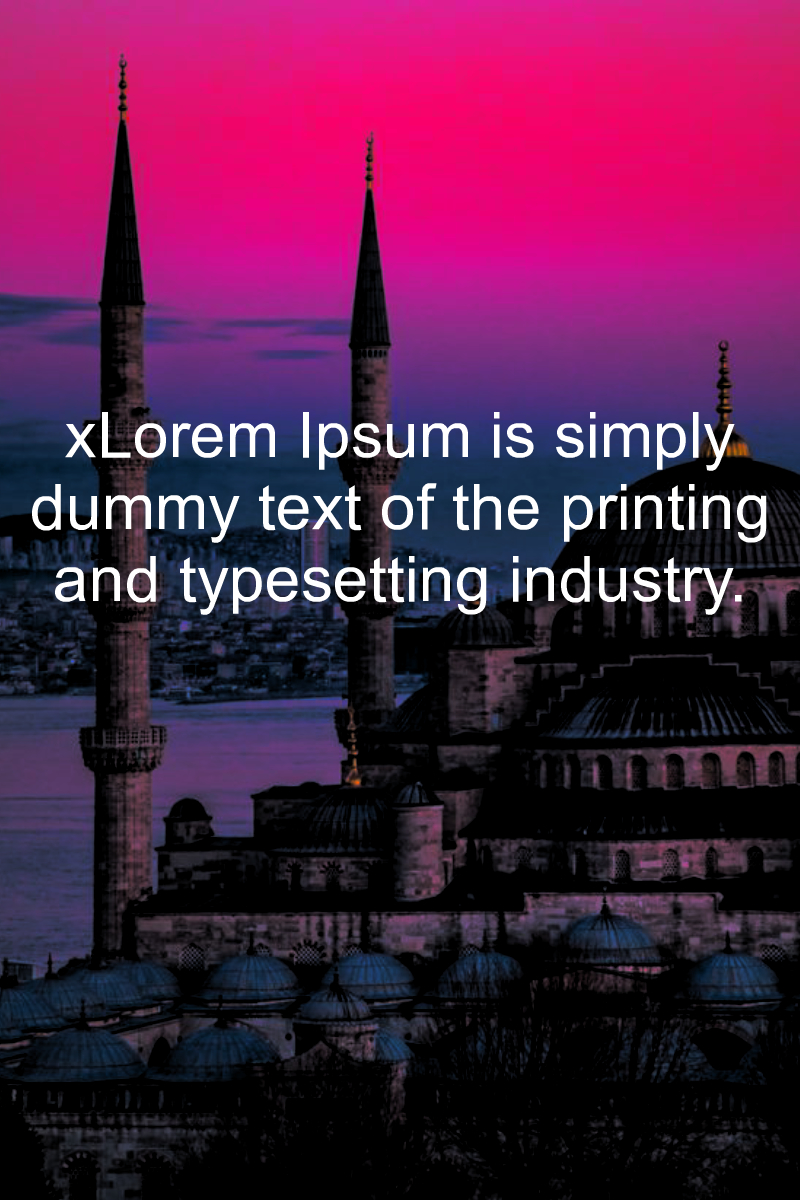 xLorem Ipsum is simply
dummy text of the printing
and typesetting industry.